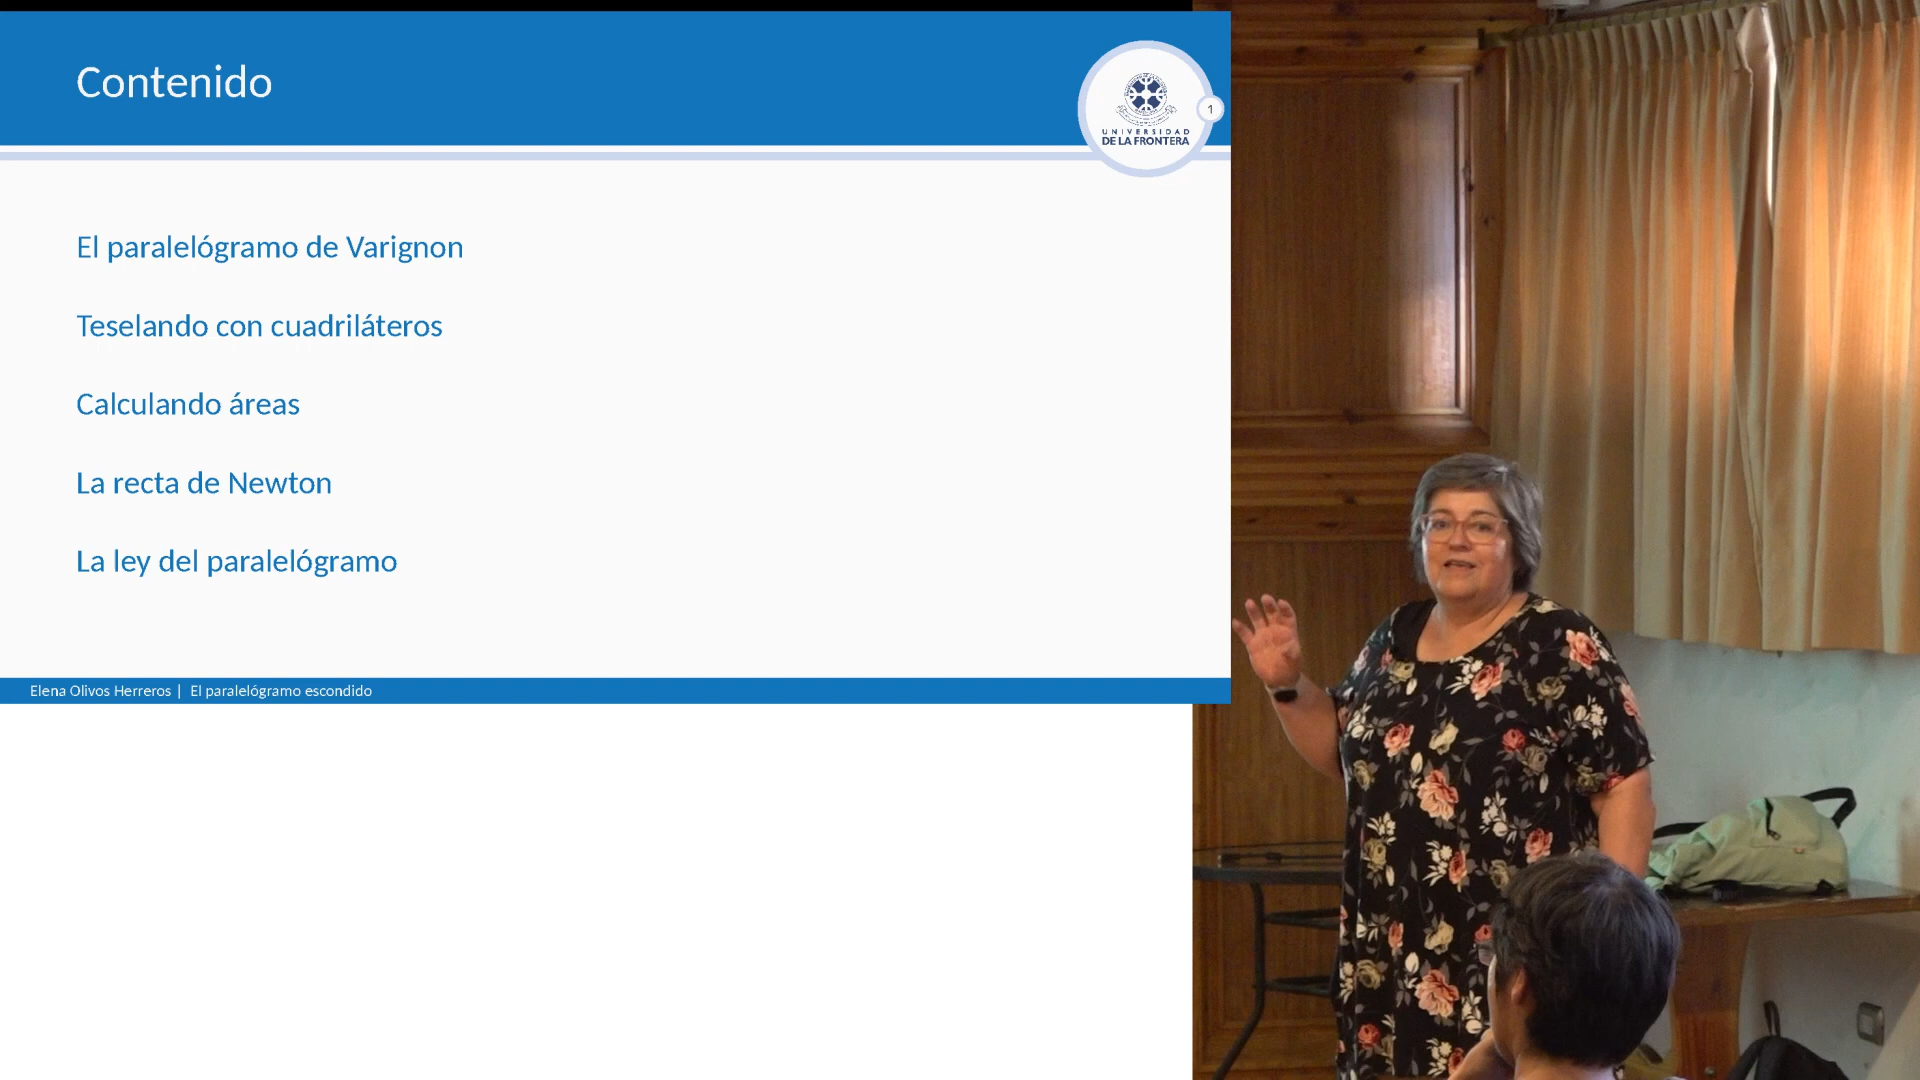 Contenido
UNIVERSIDAD
DE LA FRONTERA
1
El paralelógramo de Varignon
Teselando con cuadriláteros
Calculando áreas
La recta de Newton
La ley del paralelógramo
Elena Olivos Herreros | El paralelógramo escondido